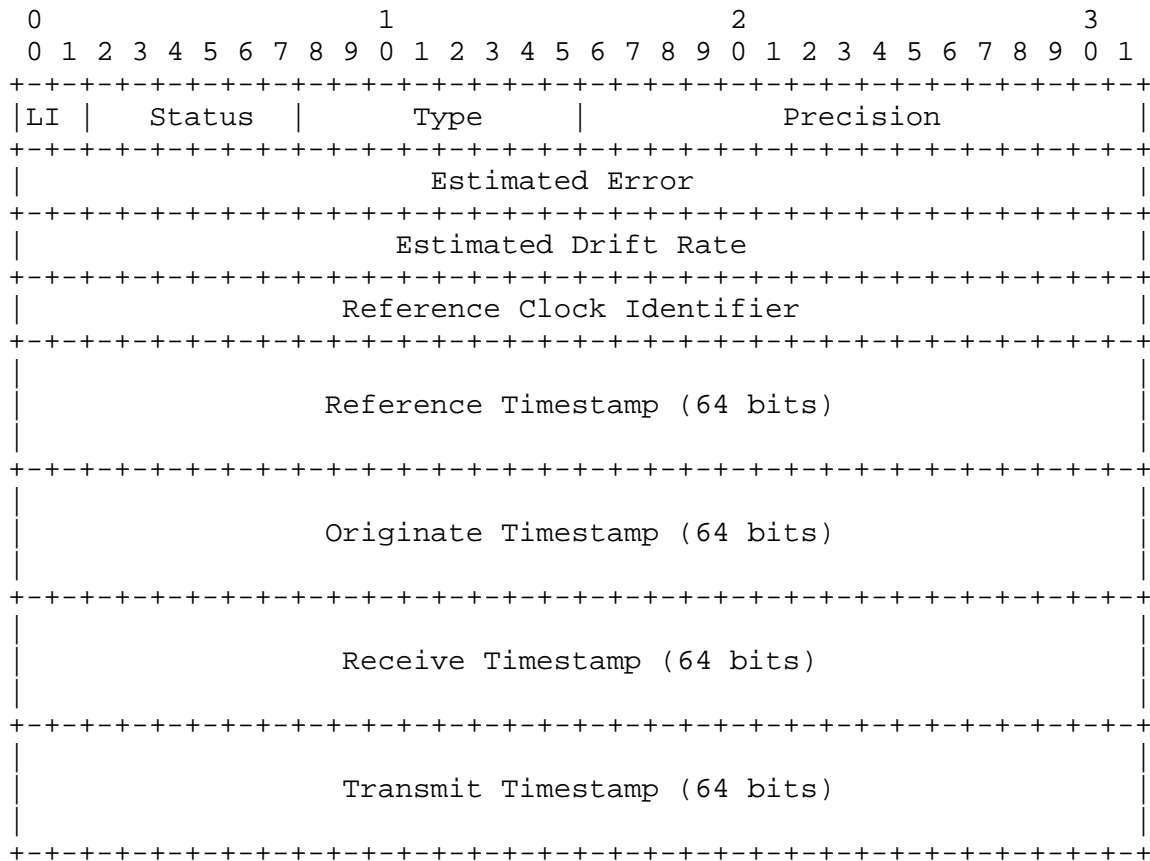 0                   1                   2                   3
 0 1 2 3 4 5 6 7 8 9 0 1 2 3 4 5 6 7 8 9 0 1 2 3 4 5 6 7 8 9 0 1
+-+-+-+-+-+-+-+-+-+-+-+-+-+-+-+-+-+-+-+-+-+-+-+-+-+-+-+-+-+-+-+-+
|LI |   Status  |      Type     |           Precision           |
+-+-+-+-+-+-+-+-+-+-+-+-+-+-+-+-+-+-+-+-+-+-+-+-+-+-+-+-+-+-+-+-+
|                       Estimated Error                         |
+-+-+-+-+-+-+-+-+-+-+-+-+-+-+-+-+-+-+-+-+-+-+-+-+-+-+-+-+-+-+-+-+
|                     Estimated Drift Rate                      |
+-+-+-+-+-+-+-+-+-+-+-+-+-+-+-+-+-+-+-+-+-+-+-+-+-+-+-+-+-+-+-+-+
|                  Reference Clock Identifier                   |
+-+-+-+-+-+-+-+-+-+-+-+-+-+-+-+-+-+-+-+-+-+-+-+-+-+-+-+-+-+-+-+-+
|                                                               |
|                 Reference Timestamp (64 bits)                 |
|                                                               |
+-+-+-+-+-+-+-+-+-+-+-+-+-+-+-+-+-+-+-+-+-+-+-+-+-+-+-+-+-+-+-+-+
|                                                               |
|                 Originate Timestamp (64 bits)                 |
|                                                               |
+-+-+-+-+-+-+-+-+-+-+-+-+-+-+-+-+-+-+-+-+-+-+-+-+-+-+-+-+-+-+-+-+
|                                                               |
|                  Receive Timestamp (64 bits)                  |
|                                                               |
+-+-+-+-+-+-+-+-+-+-+-+-+-+-+-+-+-+-+-+-+-+-+-+-+-+-+-+-+-+-+-+-+
|                                                               |
|                  Transmit Timestamp (64 bits)                 |
|                                                               |
+-+-+-+-+-+-+-+-+-+-+-+-+-+-+-+-+-+-+-+-+-+-+-+-+-+-+-+-+-+-+-+-+